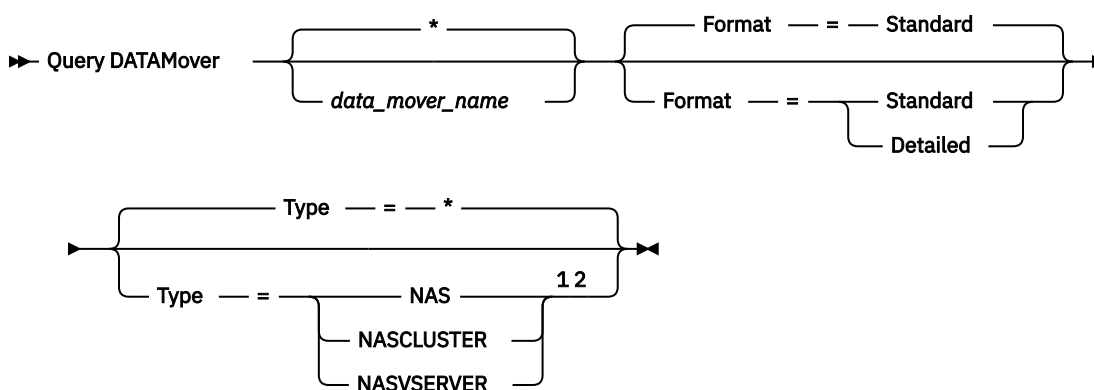 * Format = Standard
Query DATAMover
data_mover_name Format = Standard
Detailed
Type = *
1 2
Type = NAS
NASCLUSTER
NASVSERVER